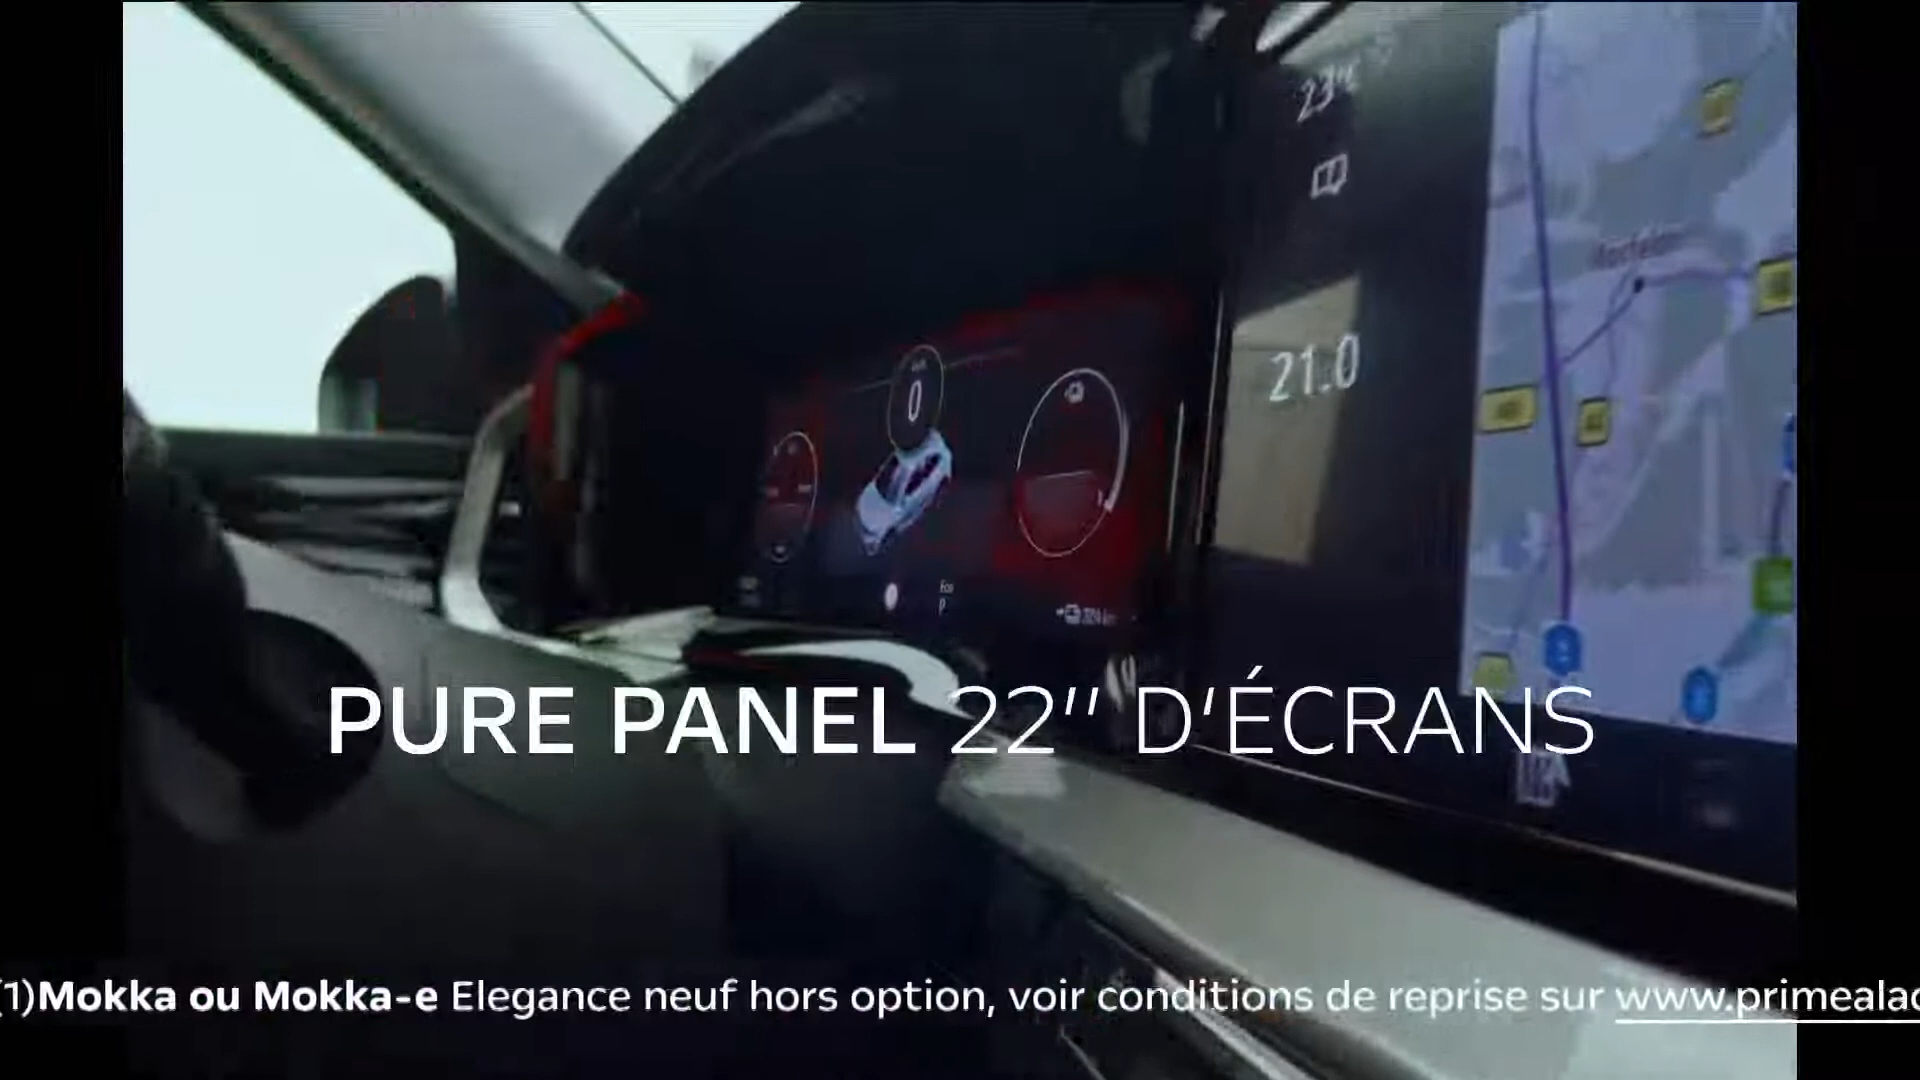 23°C
21.0
0
Eco
P
PURE PANEL 22’’ D'ÉCRANS
(1)Mokka ou Mokka-e Elegance neuf hors option, voir conditions de reprise sur www.primealac